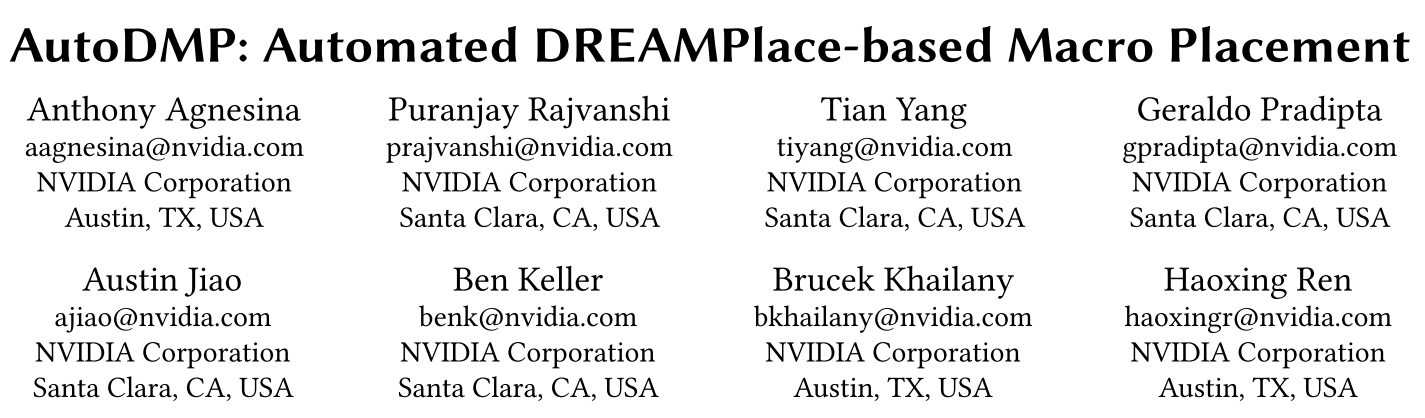 AutoDMP: Automated DREAMPlace-based Macro Placement
Anthony Agnesina
aagnesina@nvidia.com
NVIDIA Corporation
Austin, TX, USA
Puranjay Rajvanshi
prajvanshi@nvidia.com
NVIDIA Corporation
Santa Clara, CA, USA
Tian Yang
tiyang@nvidia.com
NVIDIA Corporation
Santa Clara, CA, USA
Geraldo Pradipta
gpradipta@nvidia.com
NVIDIA Corporation
Santa Clara, CA, USA
Austin Jiao
ajiao@nvidia.com
NVIDIA Corporation
Santa Clara, CA, USA
Ben Keller
benk@nvidia.com
NVIDIA Corporation
Santa Clara, CA, USA
Brucek Khailany
bkhailany@nvidia.com
NVIDIA Corporation
Austin, TX, USA
Haoxing Ren
haoxingr@nvidia.com
NVIDIA Corporation
Austin, TX, USA